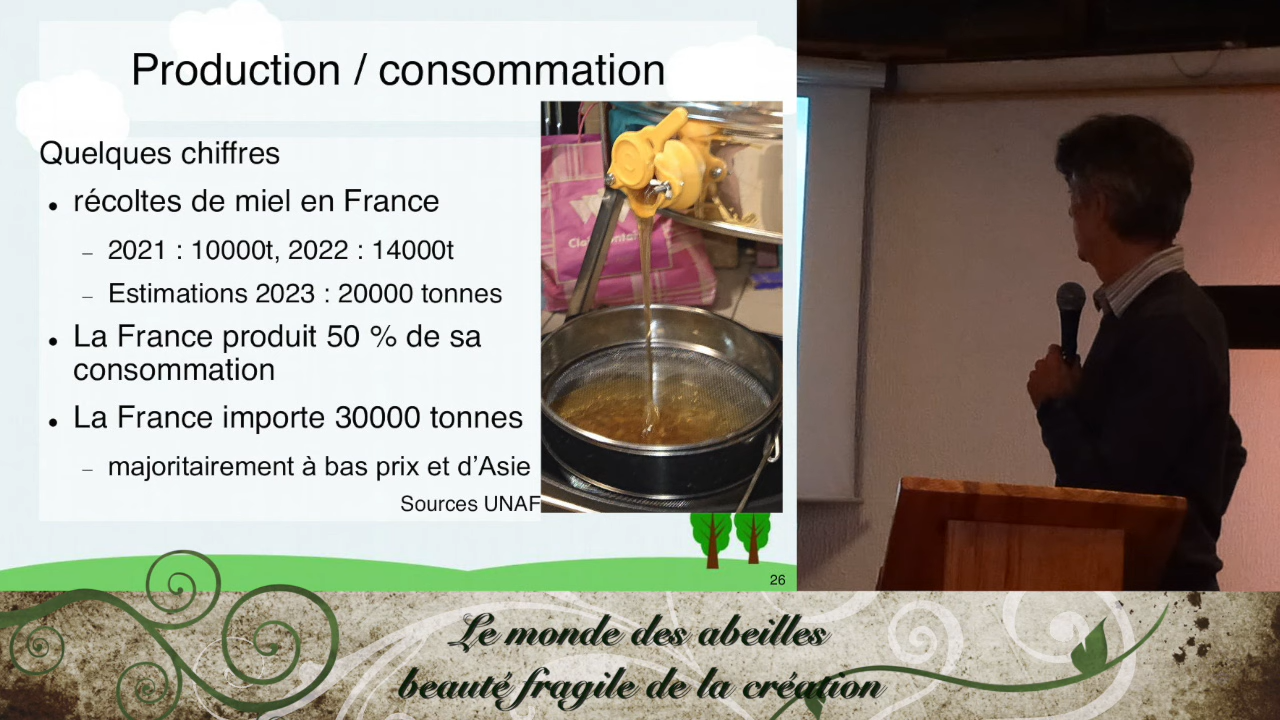 Production / consommation
Quelques chiffres
• récoltes de miel en France
– 2021 : 10000t, 2022 : 14000t
– Estimations 2023 : 20000 tonnes
• La France produit 50 % de sa
consommation
• La France importe 30000 tonnes
– majoritairement à bas prix et d’Asie
Sources UNAF
26
Le monde des abeilles
beauté fragile de la création